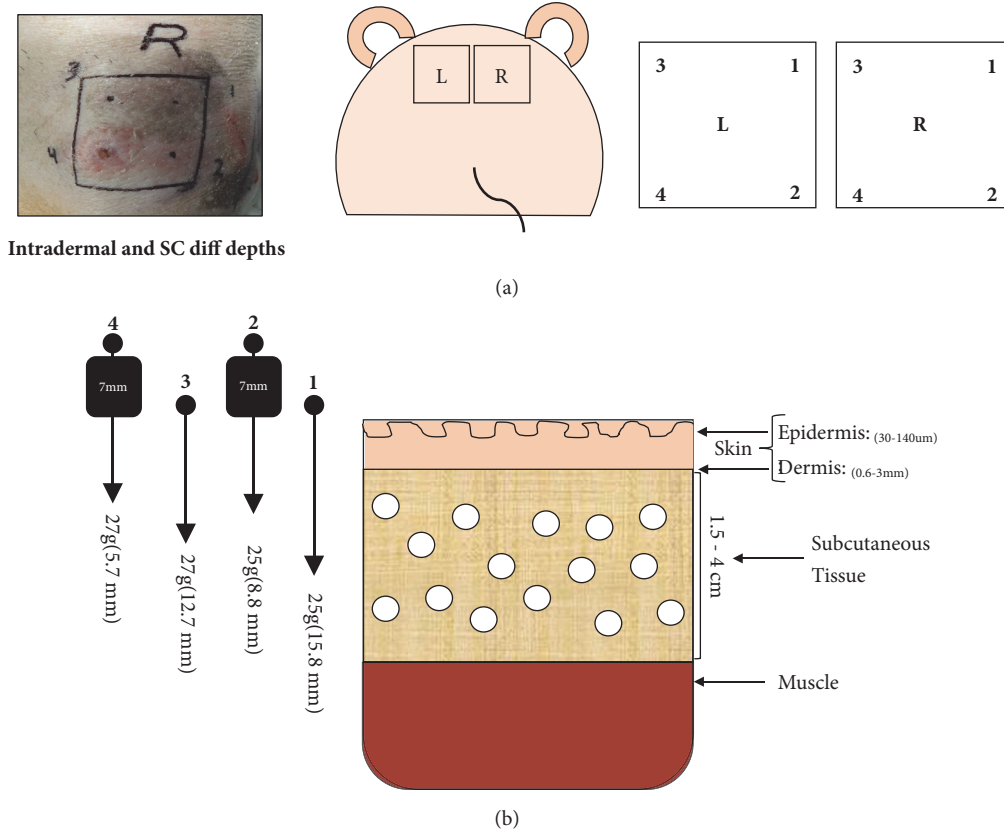 R
3
1
4
2
Intradermal and SC diff depths
L
R
3
1
L
4
2
3
1
R
4
2
(a)
4
2
7mm
7mm
3
1
27g(5.7 mm)
27g(12.7 mm)
25g(8.8 mm)
25g(15.8 mm)
Epidermis: (30-140um)
Skin
Dermis: (0.6-3mm)
1.5 - 4 cm
Subcutaneous
Tissue
Muscle
(b)